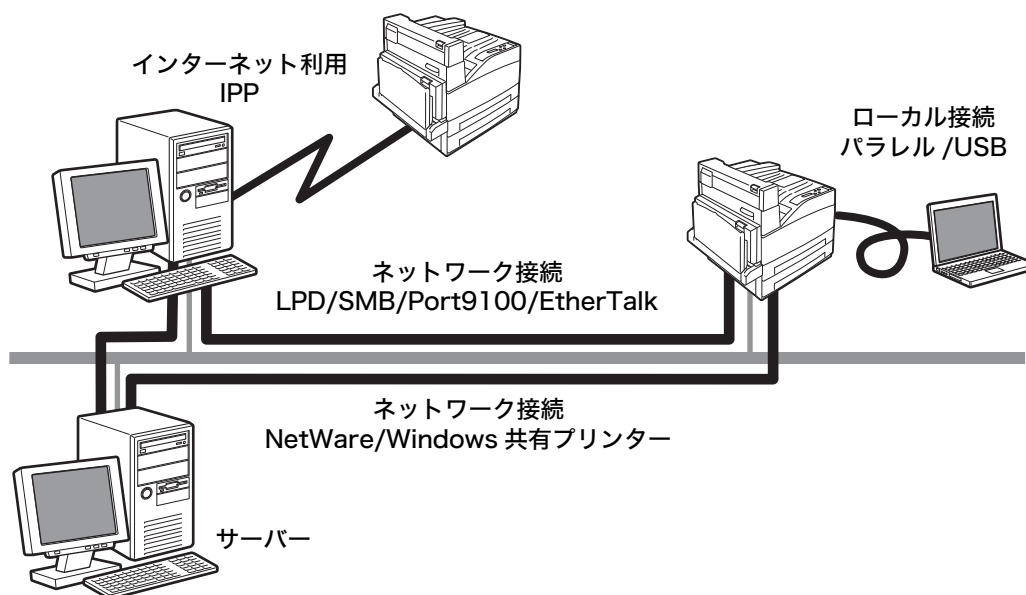 インターネット利用
IPP
ローカル接続
パラレル /USB
ネットワーク接続
LPD/SMB/Port9100/EtherTalk
ネットワーク接続
NetWare/Windows 共有プリンター
サーバー